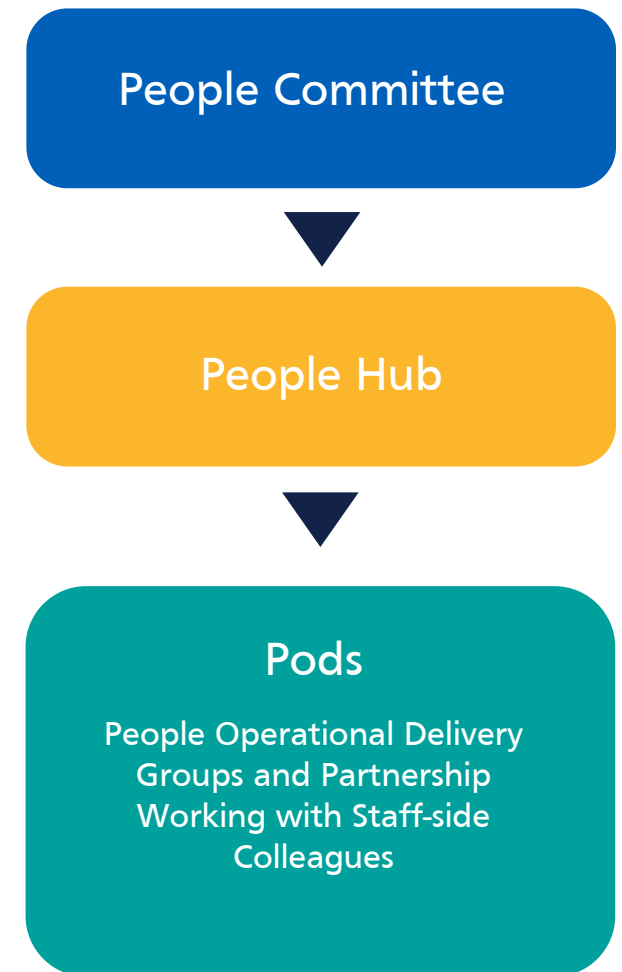 People Committee
People Hub
Pods
People Operational Delivery
Groups and Partnership
Working with Staff-side
Colleagues